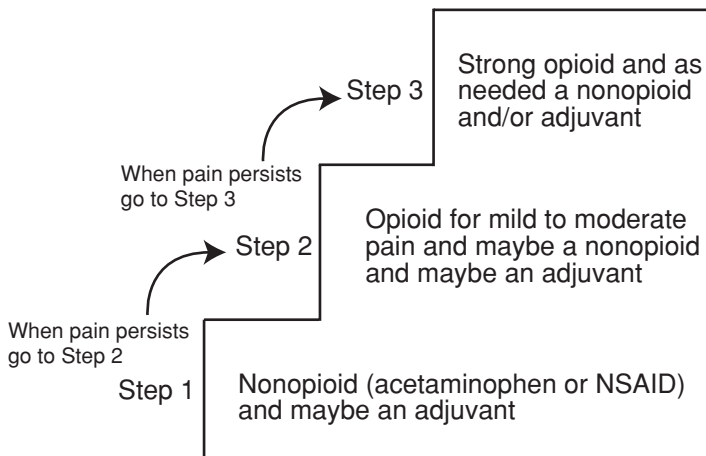 Step 3
Strong opioid and as
needed a nonopioid
and/or adjuvant
When pain persists
go to Step 3
Step 2
Opioid for mild to moderate
pain and maybe a nonopioid
and maybe an adjuvant
When pain persists
go to Step 2
Step 1
Nonopioid (acetaminophen or NSAID)
and maybe an adjuvant